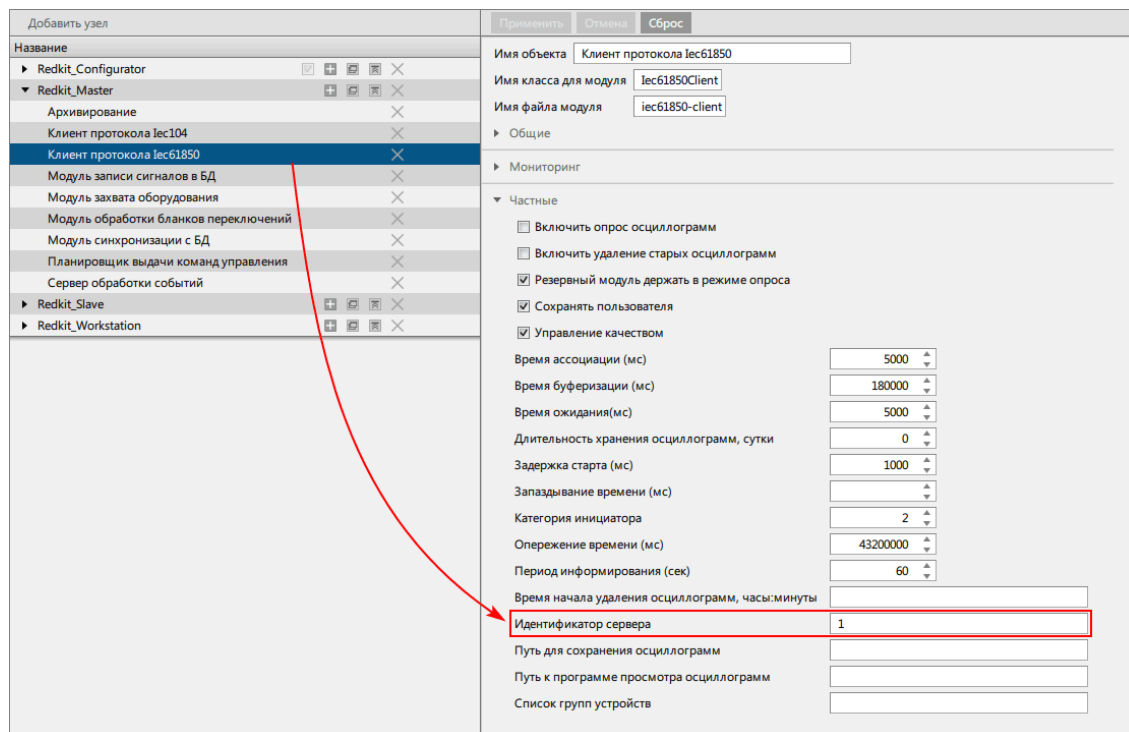 Добавить узел
Название
Redkit_Configurator
Redkit_Master
Архивирование
Клиент протокола Iec104
Клиент протокола Iec61850
Модуль записи сигналов в БД
Модуль захвата оборудования
Модуль обработки бланков переключений
Модуль синхронизации с БД
Планировщик выдачи команд управления
Сервер обработки событий
Redkit_Slave
Redkit_Workstation
Применить Отмена Сброс
Имя объекта Клиент протокола Iec61850
Имя класса для модуля Iec61850Client
Имя файла модуля iec61850-client
Общие
Мониторинг
Частные
Включить опрос осциллограмм
Включить удаление старых осциллограмм
Резервный модуль держать в режиме опроса
Сохранять пользователя
Управление качеством
Время ассоциации (мс) 5000
Время буферизации (мс) 180000
Время ожидания(мс) 5000
Длительность хранения осциллограмм, сутки 0
Задержка старта (мс) 1000
Запаздывание времени (мс)
Категория инициатора 2
Опережение времени (мс) 43200000
Период информирования (сек) 60
Время начала удаления осциллограмм, часы:минуты
Идентификатор сервера 1
Путь для сохранения осциллограмм
Путь к программе просмотра осциллограмм
Список групп устройств